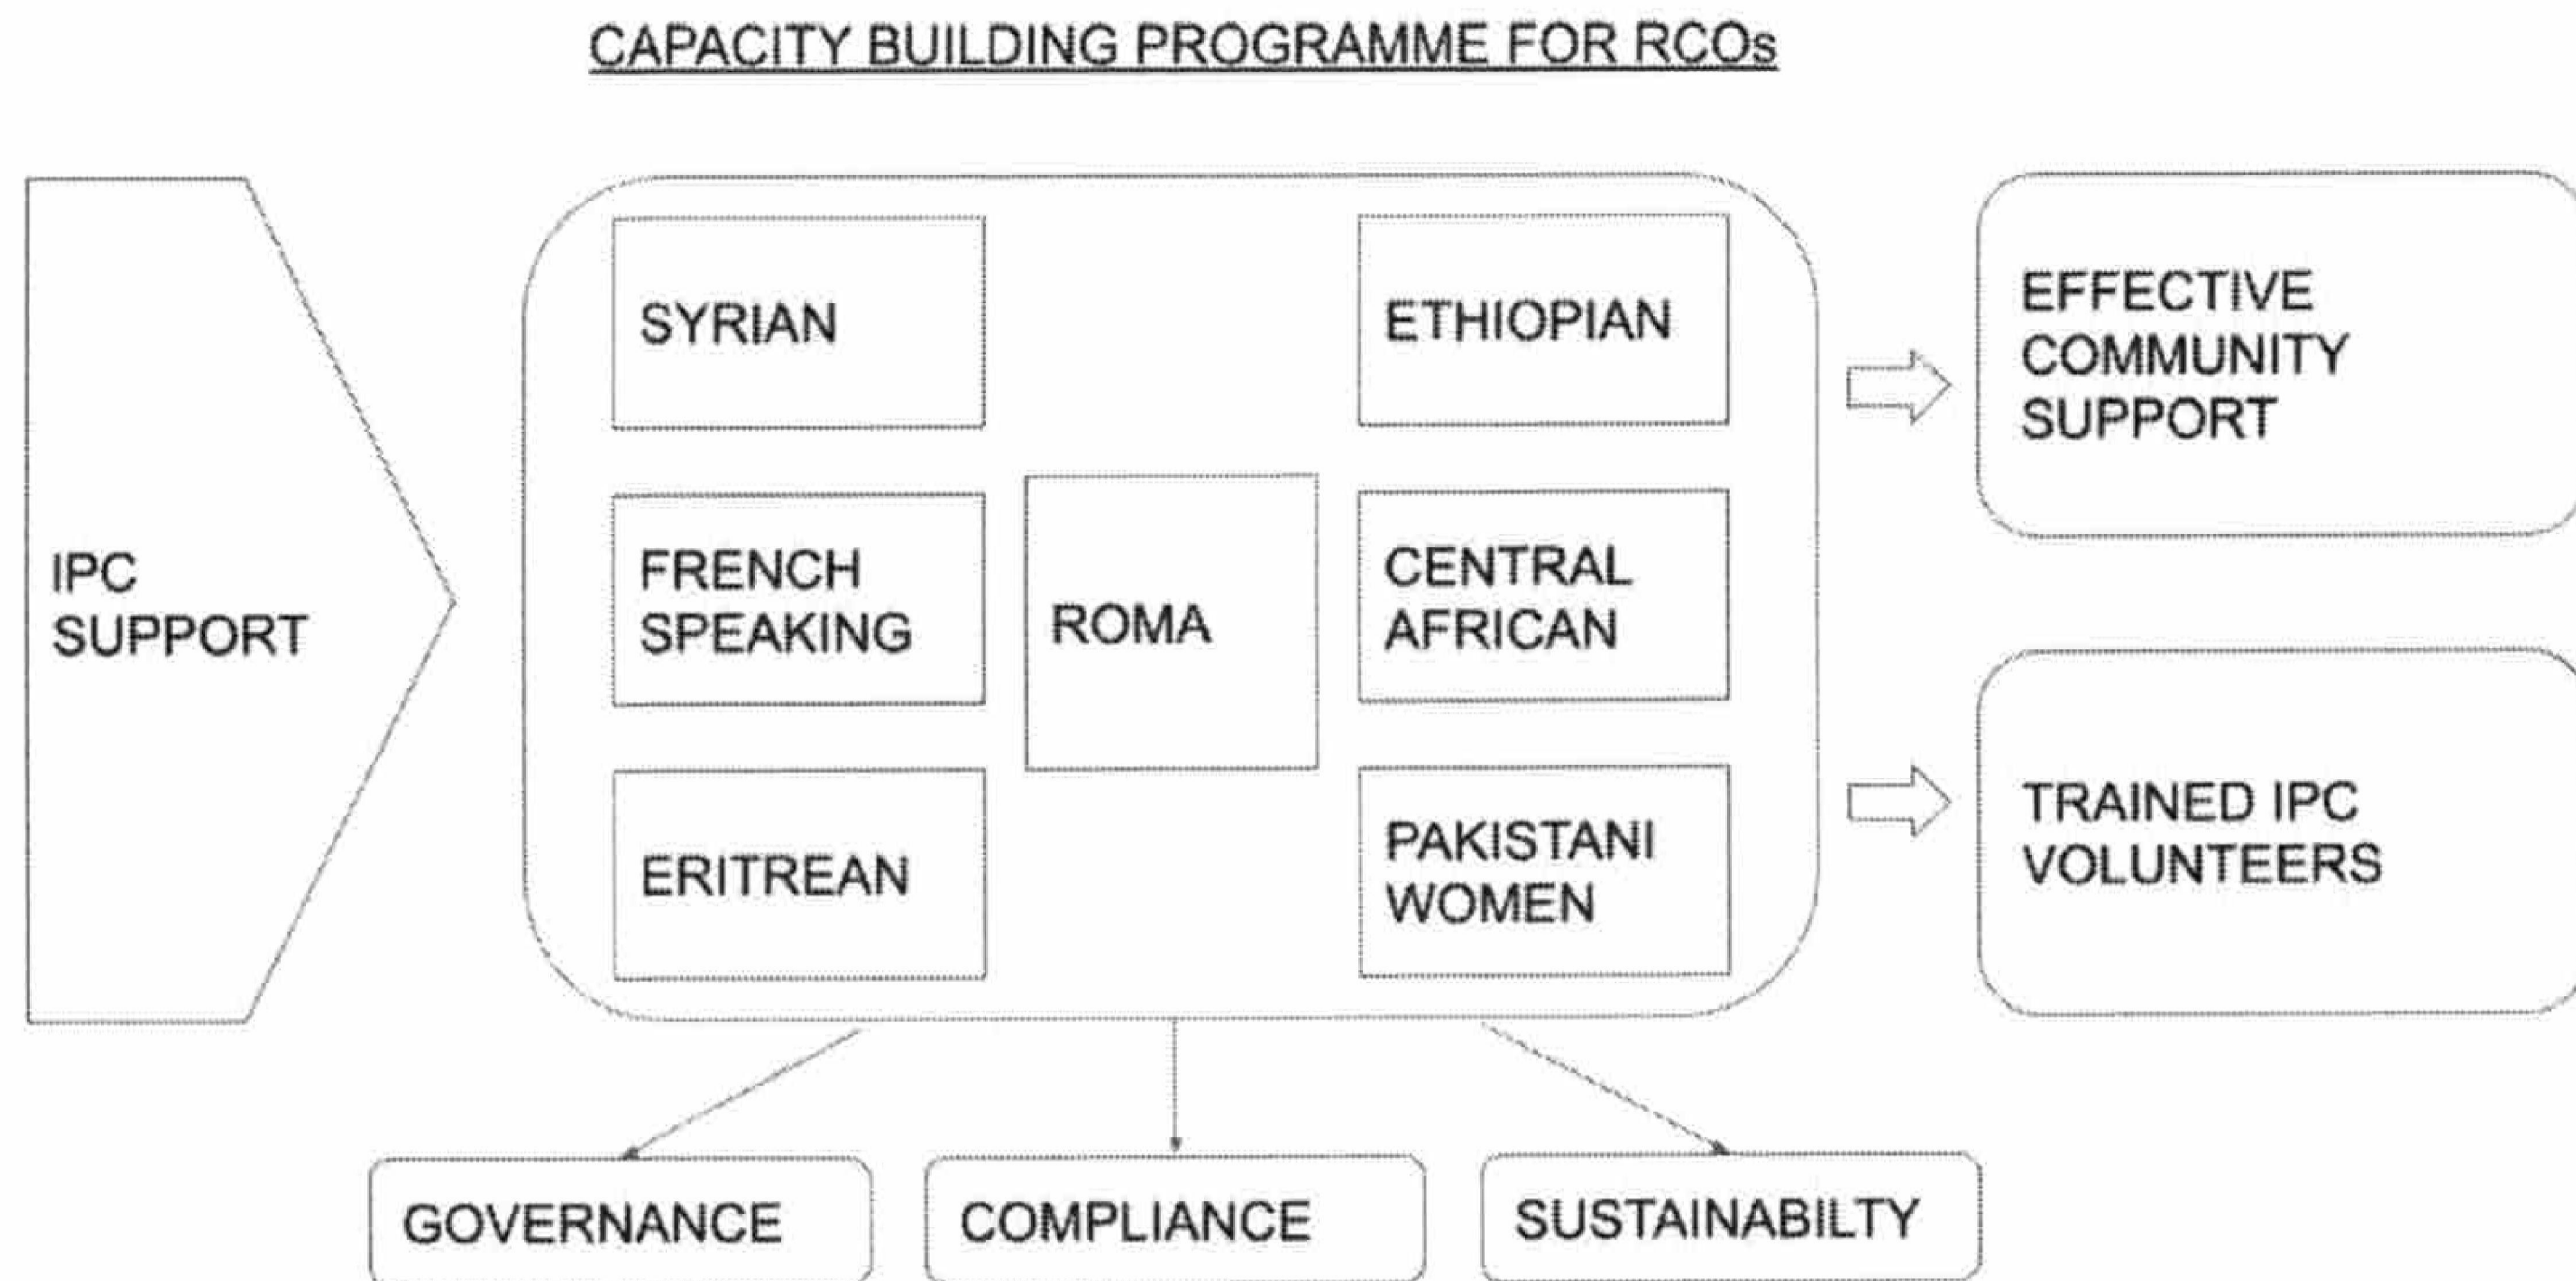 CAPACITY BUILDING PROGRAMME FOR RCOs
IPC
SUPPORT
SYRIAN
FRENCH
SPEAKING
ERITREAN
ROMA
ETHIOPIAN
CENTRAL
AFRICAN
PAKISTANI
WOMEN
EFFECTIVE
COMMUNITY
SUPPORT
TRAINED IPC
VOLUNTEERS
GOVERNANCE
COMPLIANCE
SUSTAINABILTY